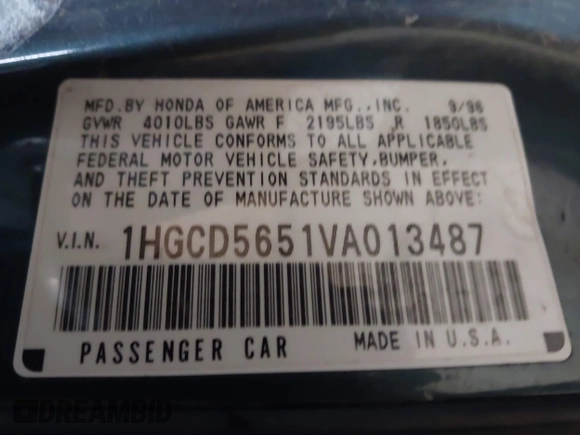 MFD.BY HONDA OF AMERICA MFG.,INC. 9/96
GVWR 4010LBS GAWR F 2195LBS R 1850LBS
THIS VEHICLE CONFORMS TO ALL APPLICABLE
FEDERAL MOTOR VEHICLE SAFETY,BUMPER,
AND THEFT PREVENTION STANDARDS IN EFFECT
ON THE DATE OF MANUFACTURE SHOWN ABOVE:
V.I.N. 1HGCD5651VA013487
PASSENGER CAR MADE IN U.S.A.
DREAMBID